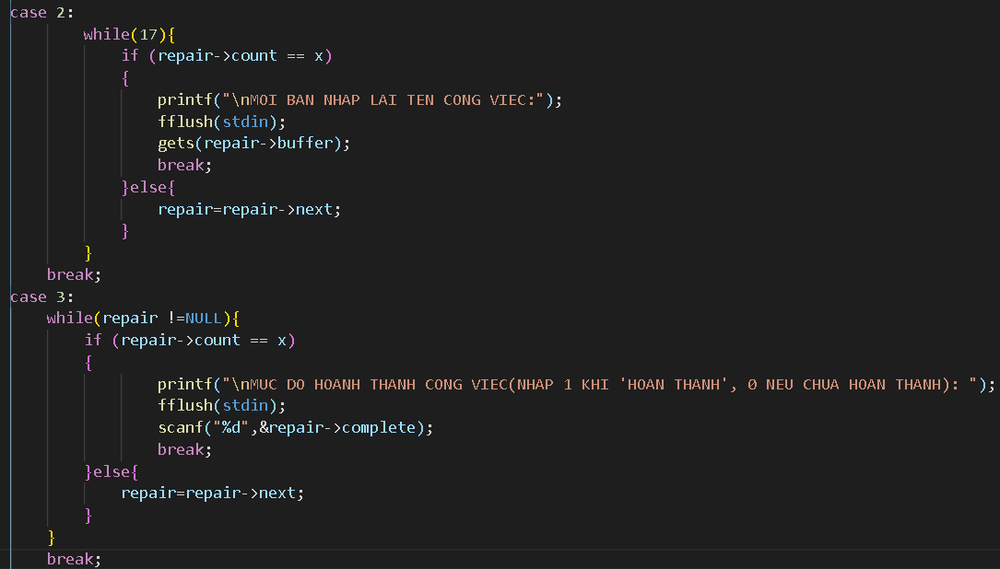 case 2:
while(17){
if (repair->count == x)
{
printf("\nMOI BAN NHAP LAI TEN CONG VIEC:");
fflush(stdin);
gets(repair->buffer);
break;
}else{
repair=repair->next;
}
}
break;
case 3:
while(repair !=NULL){
if (repair->count == x)
{
printf("\nMUC DO HOANH THANH CONG VIEC(NHAP 1 KHI 'HOAN THANH', 0 NEU CHUA HOAN THANH): ");
fflush(stdin);
scanf("%d",&repair->complete);
break;
}else{
repair=repair->next;
}
}
break;